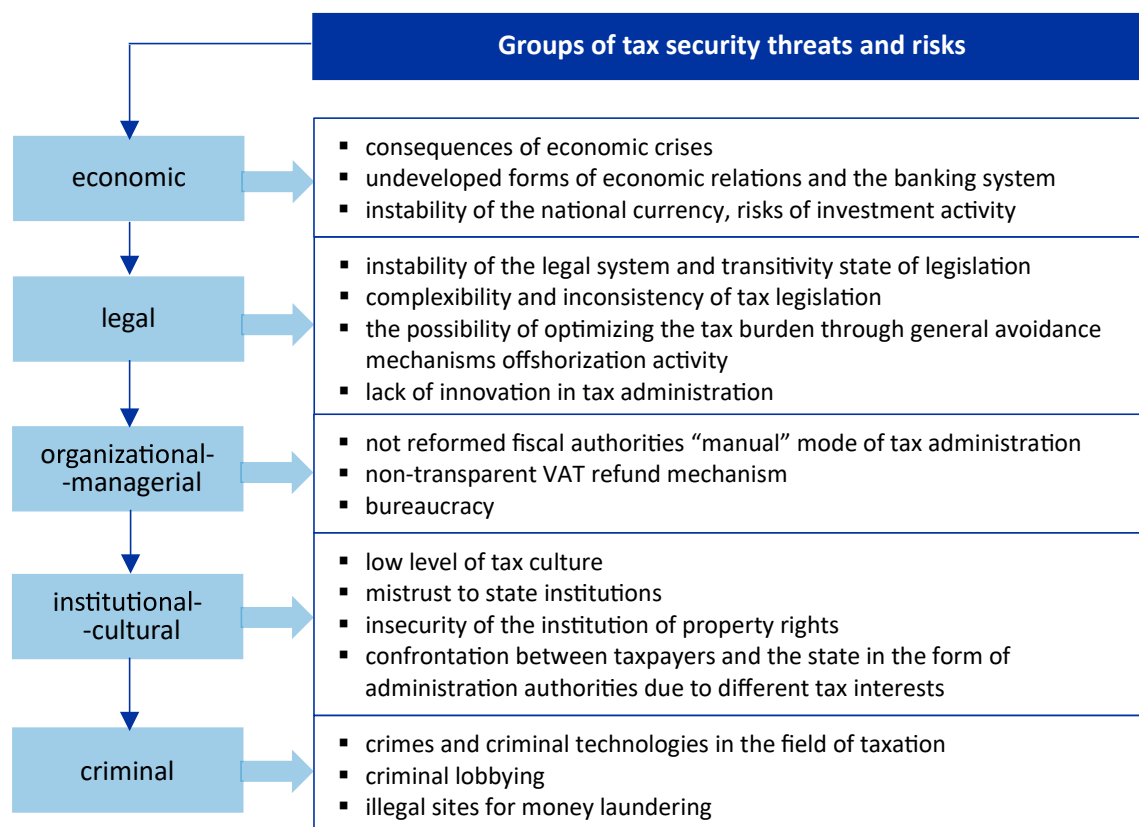 Groups of tax security threats and risks
economic
▪ consequences of economic crises
▪ undeveloped forms of economic relations and the banking system
▪ instability of the national currency, risks of investment activity
legal
▪ instability of the legal system and transitivity state of legislation
▪ complexibility and inconsistency of tax legislation
▪ the possibility of optimizing the tax burden through general avoidance
mechanisms offshorization activity
▪ lack of innovation in tax administration
organizational-
-managerial
▪ not reformed fiscal authorities “manual” mode of tax administration
▪ non-transparent VAT refund mechanism
▪ bureaucracy
institutional-
-cultural
▪ low level of tax culture
▪ mistrust to state institutions
▪ insecurity of the institution of property rights
▪ confrontation between taxpayers and the state in the form of
administration authorities due to different tax interests
criminal
▪ crimes and criminal technologies in the field of taxation
▪ criminal lobbying
▪ illegal sites for money laundering